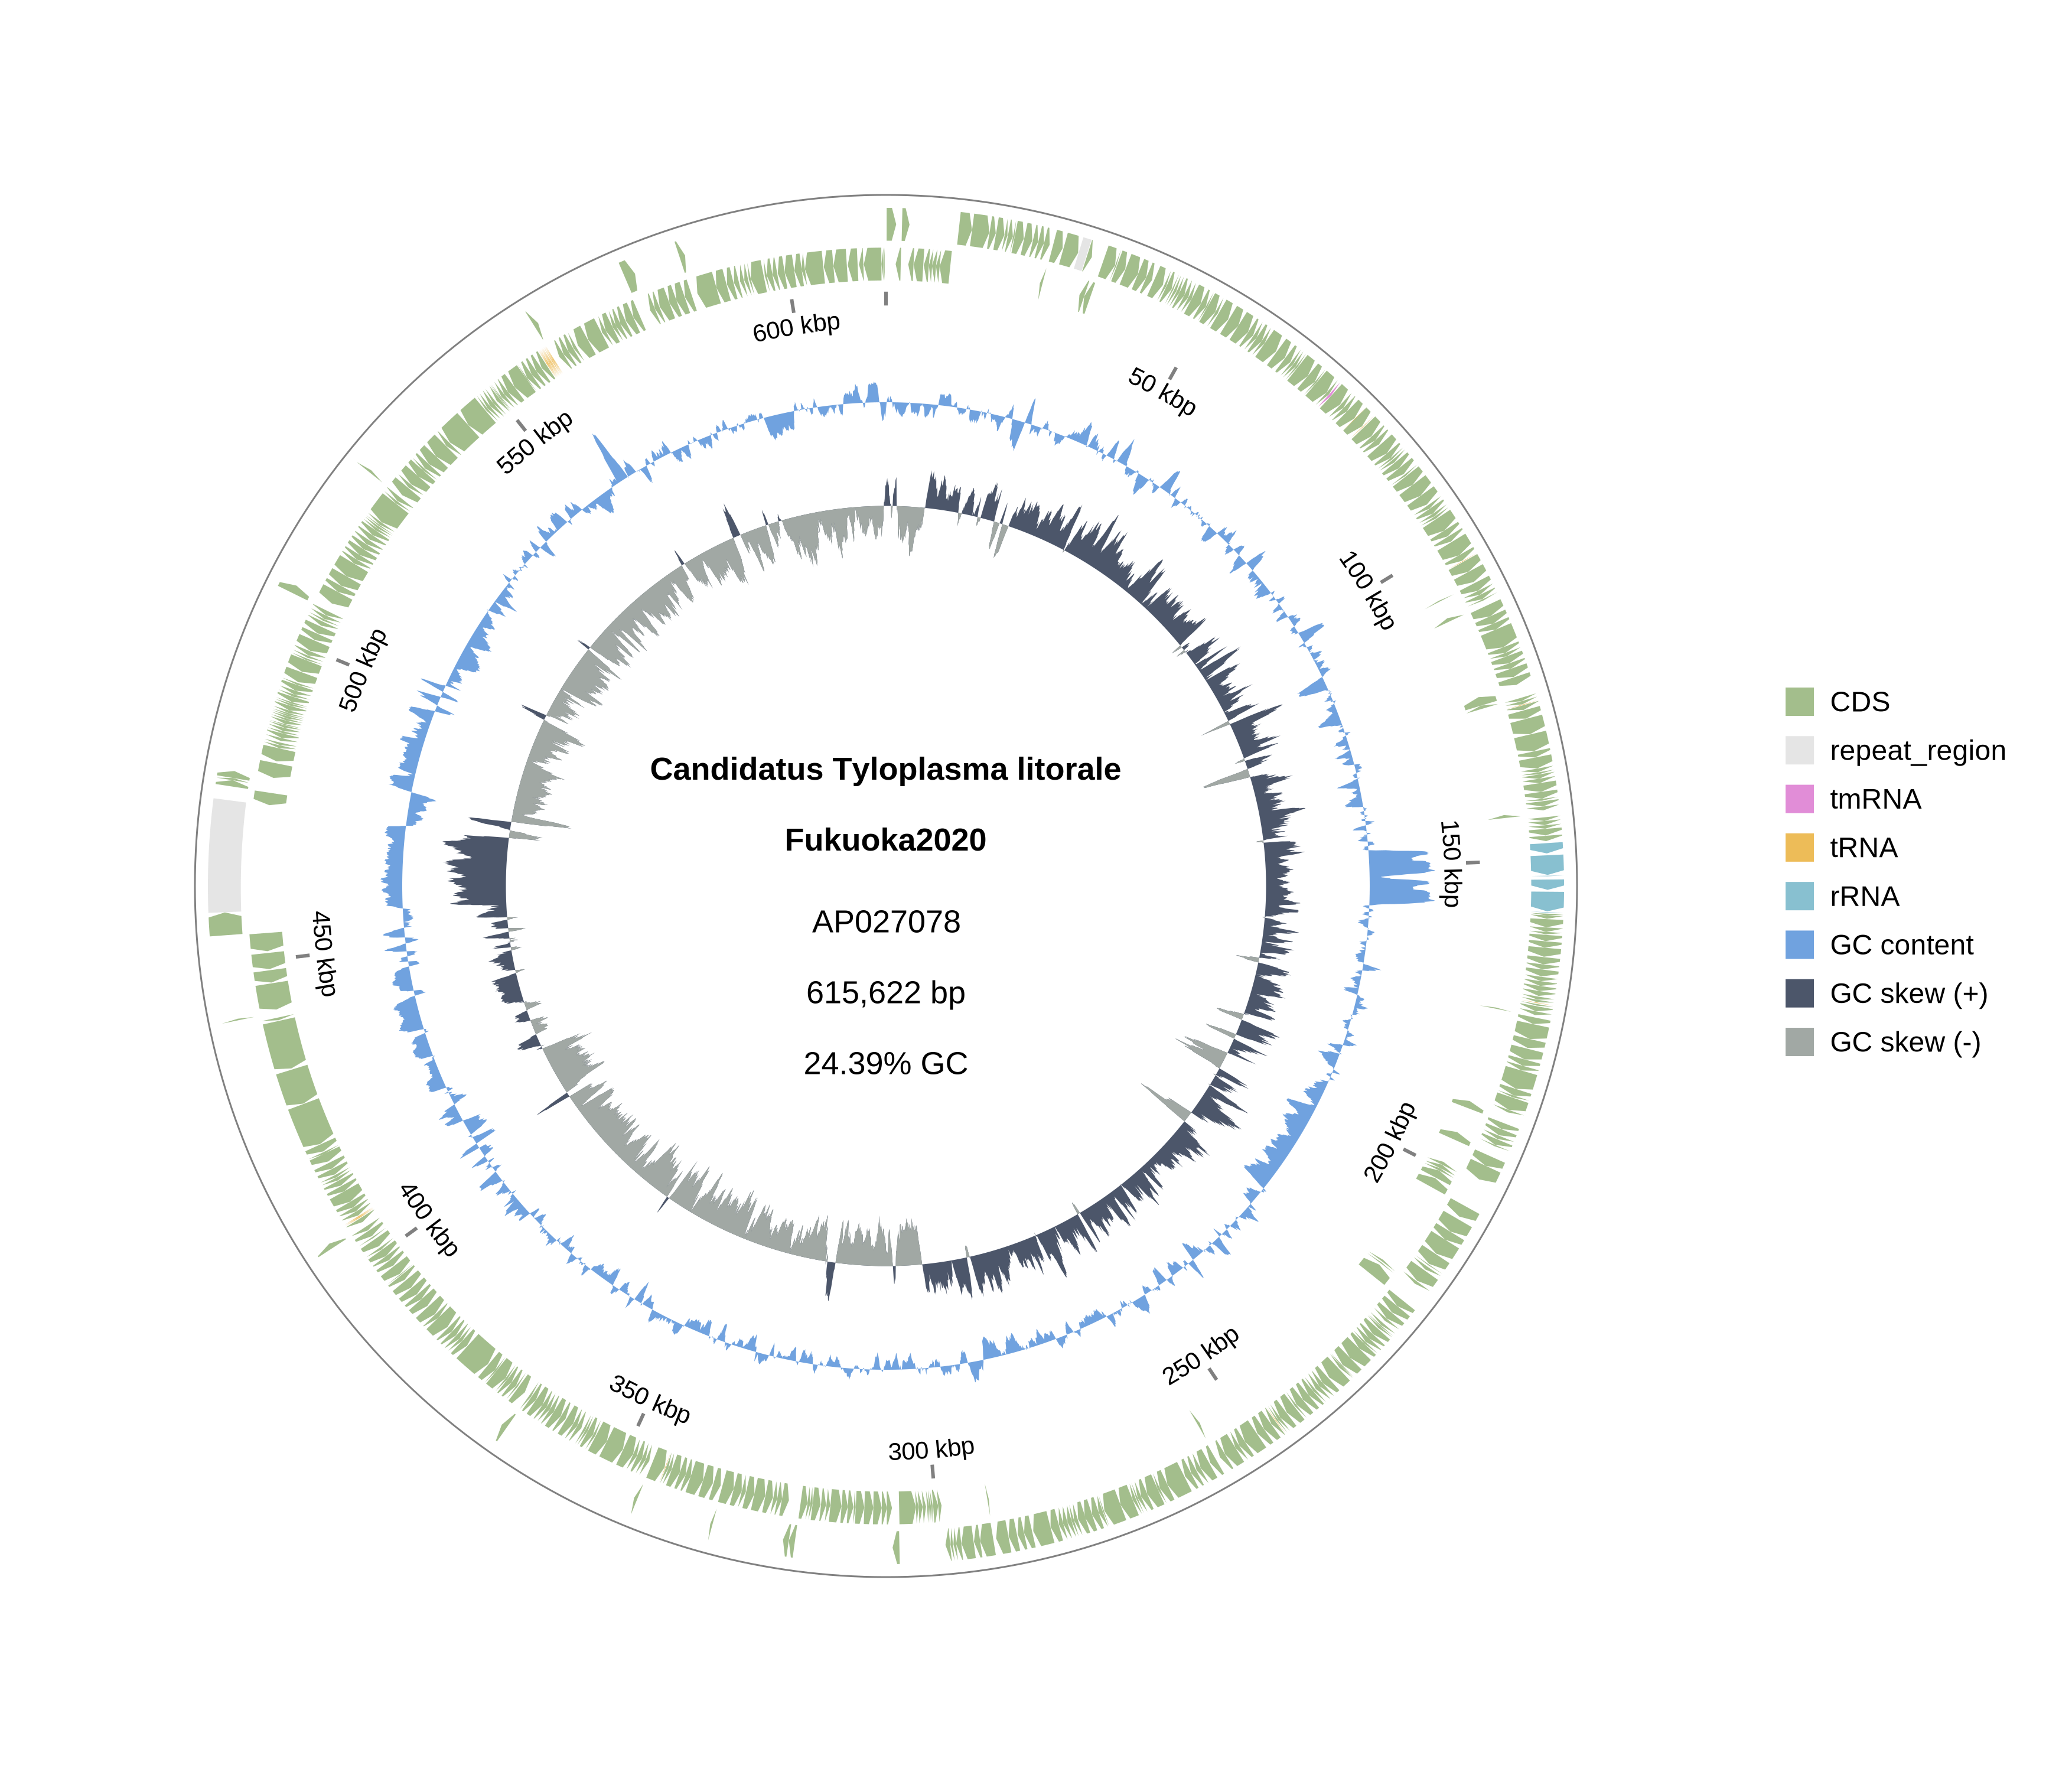 600 kbp
50 kbp
550 kbp
100 kbp
500 kbp
150 kbp
450 kbp
200 kbp
400 kbp
250 kbp
350 kbp
300 kbp
Candidatus Tyloplasma litorale
Fukuoka2020
AP027078
615,622 bp
24.39% GC
CDS
repeat_region
tmRNA
tRNA
rRNA
GC content
GC skew (+)
GC skew (-)